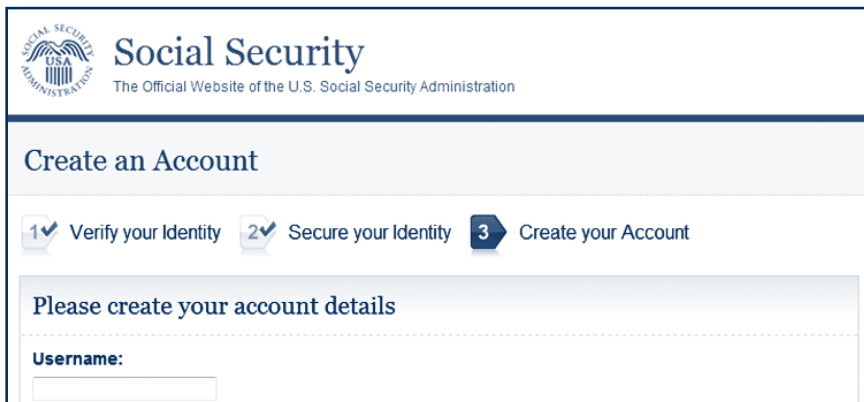 SOCIAL SECURITY ADMINISTRATION
USA
Social Security
The Official Website of the U.S. Social Security Administration
Create an Account
1 Verify your Identity 2 Secure your Identity 3 Create your Account
Please create your account details
Username: